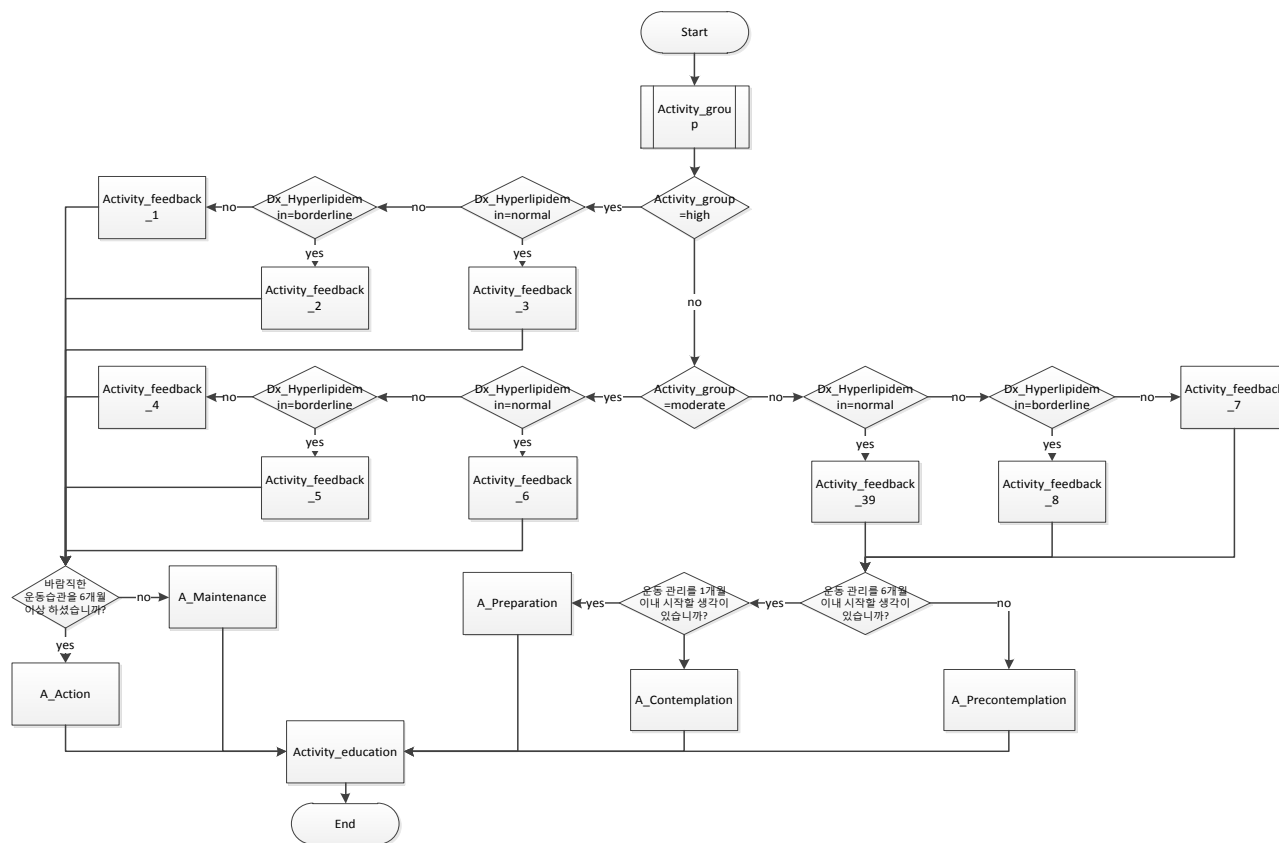 Start
Activity_grou
p
Activity_group
=high
yes
Dx_Hyperlipidem
in=normal
no
Dx_Hyperlipidem
in=borderline
no
Activity_feedback
_1
yes
yes
no
Activity_feedback
_2
Activity_feedback
_3
Activity_group
=moderate
yes
Dx_Hyperlipidem
in=normal
no
Dx_Hyperlipidem
in=borderline
no
Activity_feedback
_4
no
Dx_Hyperlipidem
in=normal
no
Dx_Hyperlipidem
in=borderline
no
Activity_feedback
_7
yes
yes
yes
yes
Activity_feedback
_5
Activity_feedback
_6
Activity_feedback
_39
Activity_feedback
_8
바람직한
운동습관을 6개월
이상 하셨습니까?
no
A_Maintenance
A_Preparation
yes
운동 관리를 1개월
이내 시작할 생각이
있습니까?
yes
운동 관리를 6개월
이내 시작할 생각이
있습니까?
no
yes
A_Action
A_Contemplation
A_Precontemplation
Activity_education
End